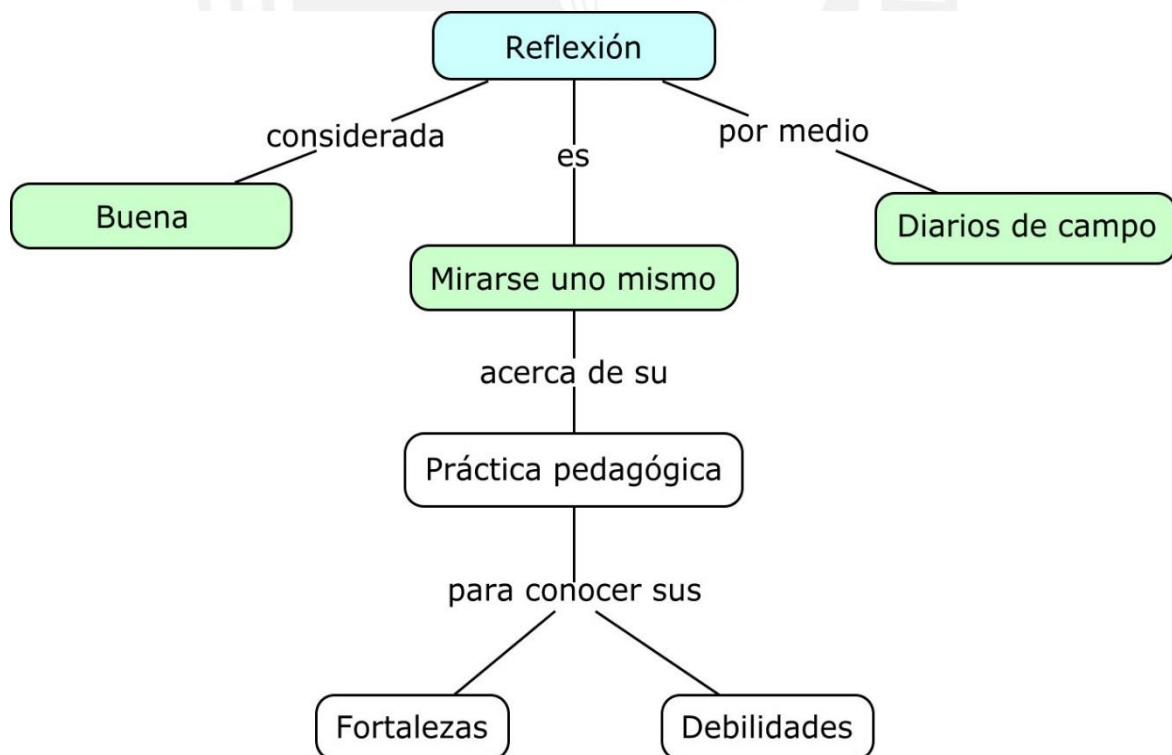 Reflexión
considerada
es
por medio
Buena
Mirarse uno mismo
Diarios de campo
acerca de su
Práctica pedagógica
para conocer sus
Fortalezas
Debilidades